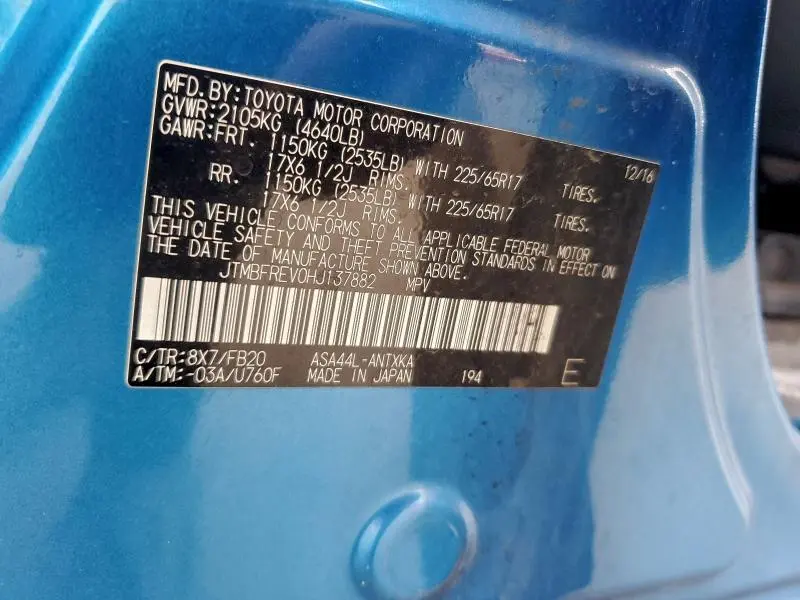 MFD.BY:TOYOTA MOTOR CORPORATION 12/16
GVWR:2105KG (4640LB)
GAWR:FRT. 1150KG (2535LB) WITH 225/65R17 TIRES.
17X6 1/2J RIMS.
RR. 1150KG (2535LB) WITH 225/65R17 TIRES.
17X6 1/2J RIMS.
THIS VEHICLE CONFORMS TO ALL APPLICABLE FEDERAL MOTOR
VEHICLE SAFETY AND THEFT PREVENTION STANDARDS IN EFFECT ON
THE DATE OF MANUFACTURE SHOWN ABOVE.
JTMBFREV0HJ137882 MPV
C/TR:8X7/FB20 ASA44L-ANTXKA
A/TM:-03A/U760F MADE IN JAPAN 194 E